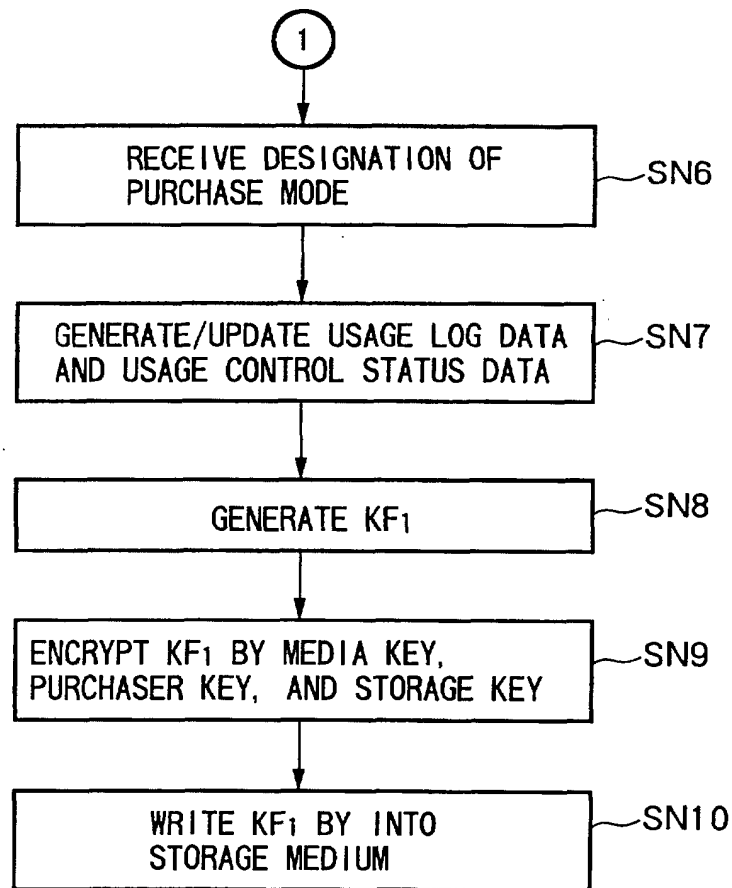 1
RECEIVE DESIGNATION OF
PURCHASE MODE
SN6
GENERATE/UPDATE USAGE LOG DATA
AND USAGE CONTROL STATUS DATA
SN7
GENERATE KF1
SN8
ENCRYPT KF1 BY MEDIA KEY,
PURCHASER KEY, AND STORAGE KEY
SN9
WRITE KF1 BY INTO
STORAGE MEDIUM
SN10